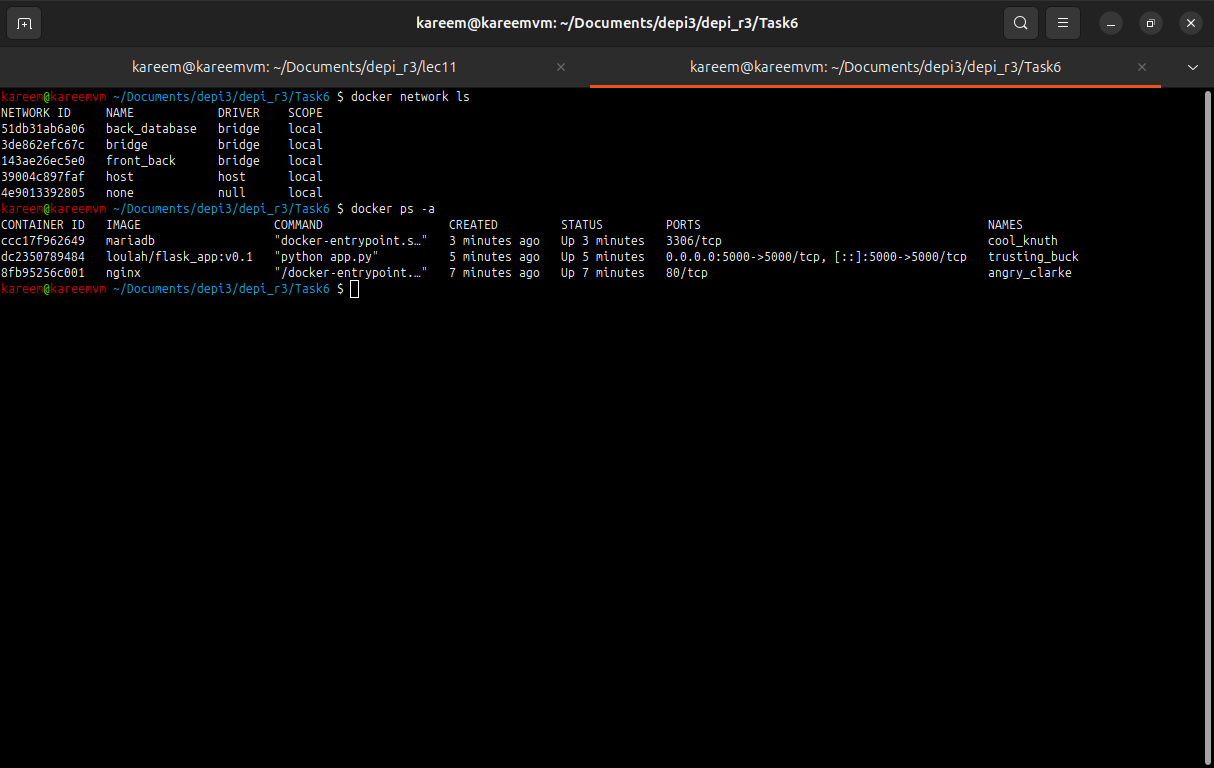 kareem@kareemvm: ~/Documents/depi3/depi_r3/Task6
kareem@kareemvm: ~/Documents/depi_r3/lec11
kareem@kareemvm: ~/Documents/depi3/depi_r3/Task6
kareem@kareemvm ~/Documents/depi3/depi_r3/Task6 $ docker network ls
NETWORK ID NAME DRIVER SCOPE
51db31ab6a06 back_database bridge local
3de862efc67c bridge bridge local
143ae26ec5e0 front_back bridge local
39004c897faf host host local
4e9013392805 none null local
kareem@kareemvm ~/Documents/depi3/depi_r3/Task6 $ docker ps -a
CONTAINER ID IMAGE COMMAND CREATED STATUS PORTS NAMES
ccc17f962649 mariadb "docker-entrypoint.s…" 3 minutes ago Up 3 minutes 3306/tcp cool_knuth
dc2350789484 loulah/flask_app:v0.1 "python app.py" 5 minutes ago Up 5 minutes 0.0.0.0:5000->5000/tcp, [::]:5000->5000/tcp trusting_buck
8fb95256c001 nginx "/docker-entrypoint.…" 7 minutes ago Up 7 minutes 80/tcp angry_clarke
kareem@kareemvm ~/Documents/depi3/depi_r3/Task6 $